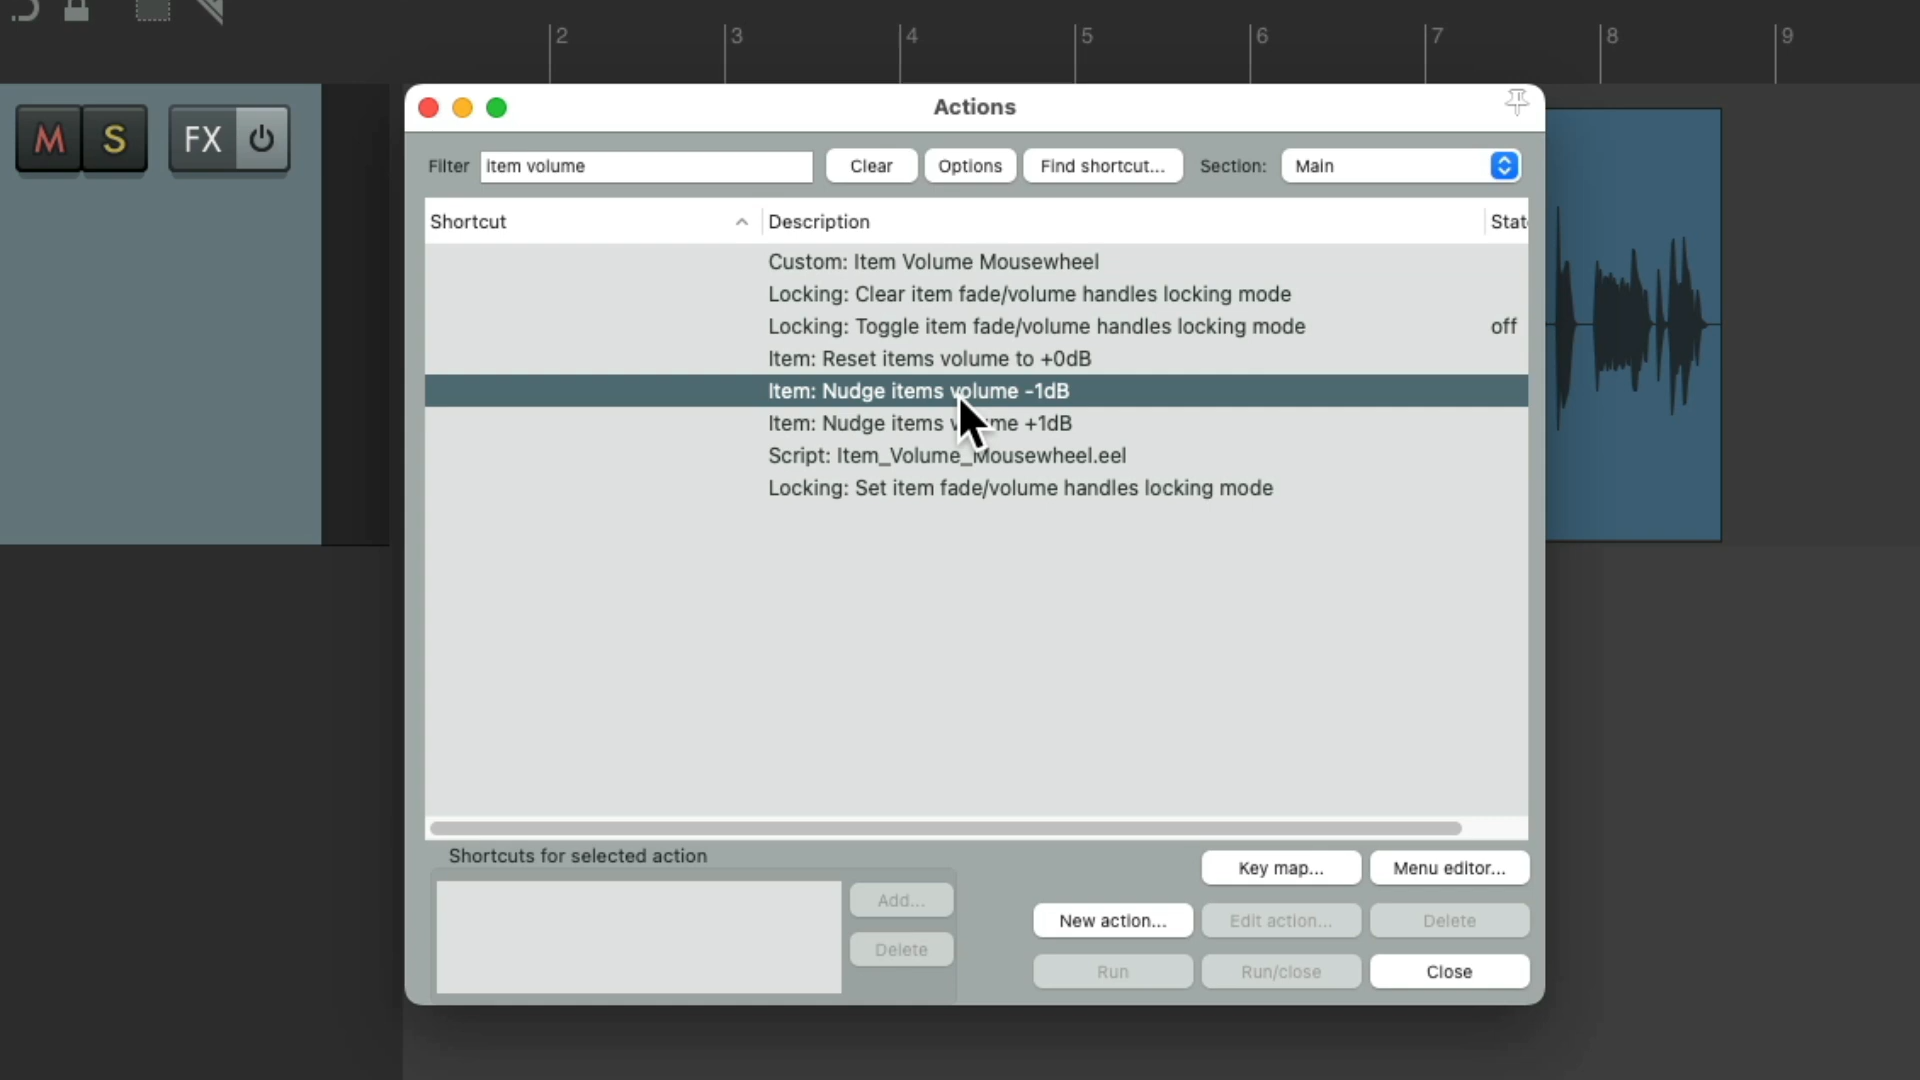 2 3 4 5 6 7 8 9
M S FX
Actions
Filter item volume Clear Options Find shortcut... Section: Main
Shortcut Description
Custom: Item Volume Mousewheel
Locking: Clear item fade/volume handles locking mode
Locking: Toggle item fade/volume handles locking mode off
Item: Reset items volume to +0dB
Item: Nudge items volume -1dB
Item: Nudge items +1dB
Script: Item_Volume_Mousewheel.eel
Locking: Set item fade/volume handles locking mode
Shortcuts for selected action
Key map... Menu editor...
Add...
New action... Edit action... Delete
Delete
Run Run/close Close